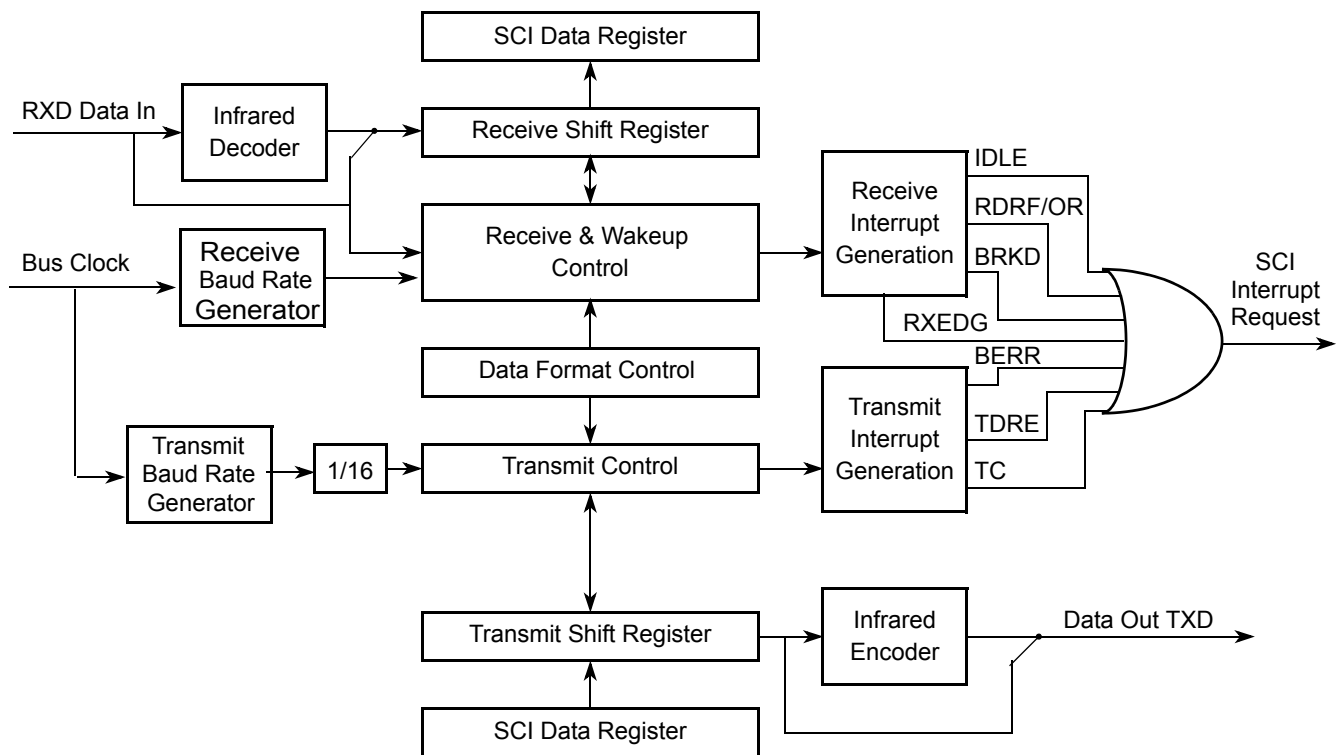 SCI Data Register
RXD Data In
Infrared
Decoder
Receive Shift Register
IDLE
Receive
Interrupt
Generation
RDRF/OR
Receive & Wakeup
Control
Bus Clock
Receive
Baud Rate
Generator
BRKD
SCI
Interrupt
Request
RXEDG
BERR
Data Format Control
Transmit
Interrupt
Generation
TDRE
Transmit
Baud Rate
Generator
1/16
Transmit Control
TC
Transmit Shift Register
Infrared
Encoder
Data Out TXD
SCI Data Register